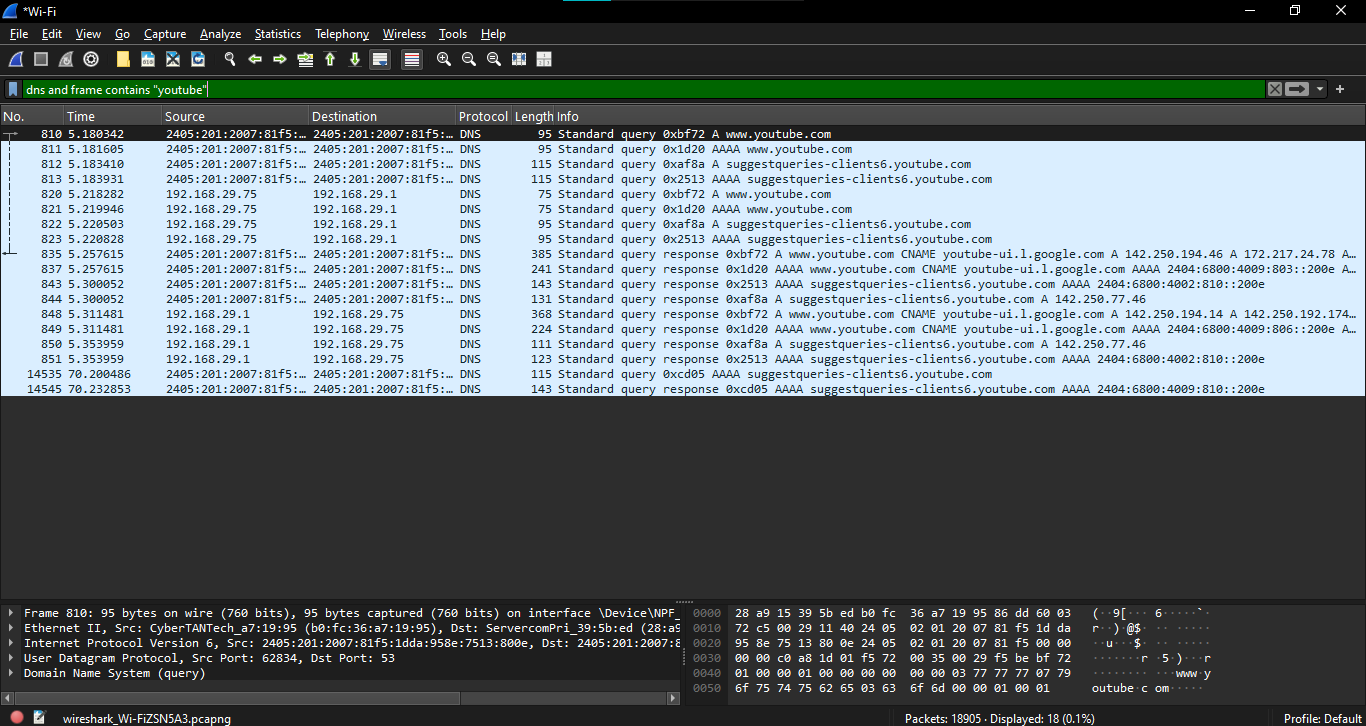 *Wi-Fi
File Edit View Go Capture Analyze Statistics Telephony Wireless Tools Help
dns and frame contains "youtube"
No. Time Source Destination Protocol Length Info
810 5.180342 2405:201:2007:81f5:… 2405:201:2007:81f5:… DNS 95 Standard query 0xbf72 A www.youtube.com
811 5.181605 2405:201:2007:81f5:… 2405:201:2007:81f5:… DNS 95 Standard query 0x1d20 AAAA www.youtube.com
812 5.183410 2405:201:2007:81f5:… 2405:201:2007:81f5:… DNS 115 Standard query 0xaf8a A suggestqueries-clients6.youtube.com
813 5.183931 2405:201:2007:81f5:… 2405:201:2007:81f5:… DNS 115 Standard query 0x2513 AAAA suggestqueries-clients6.youtube.com
820 5.218282 192.168.29.75 192.168.29.1 DNS 75 Standard query 0xbf72 A www.youtube.com
821 5.219946 192.168.29.75 192.168.29.1 DNS 75 Standard query 0x1d20 AAAA www.youtube.com
822 5.220503 192.168.29.75 192.168.29.1 DNS 95 Standard query 0xaf8a A suggestqueries-clients6.youtube.com
823 5.220828 192.168.29.75 192.168.29.1 DNS 95 Standard query 0x2513 AAAA suggestqueries-clients6.youtube.com
835 5.257615 2405:201:2007:81f5:… 2405:201:2007:81f5:… DNS 385 Standard query response 0xbf72 A www.youtube.com CNAME youtube-ui.l.google.com A 142.250.194.46 A 172.217.24.78 A…
837 5.257615 2405:201:2007:81f5:… 2405:201:2007:81f5:… DNS 241 Standard query response 0x1d20 AAAA www.youtube.com CNAME youtube-ui.l.google.com AAAA 2404:6800:4009:803::200e A…
843 5.300052 2405:201:2007:81f5:… 2405:201:2007:81f5:… DNS 143 Standard query response 0x2513 AAAA suggestqueries-clients6.youtube.com AAAA 2404:6800:4002:810::200e
844 5.300052 2405:201:2007:81f5:… 2405:201:2007:81f5:… DNS 131 Standard query response 0xaf8a A suggestqueries-clients6.youtube.com A 142.250.77.46
848 5.311481 192.168.29.1 192.168.29.75 DNS 368 Standard query response 0xbf72 A www.youtube.com CNAME youtube-ui.l.google.com A 142.250.194.14 A 142.250.192.174…
849 5.311481 192.168.29.1 192.168.29.75 DNS 224 Standard query response 0x1d20 AAAA www.youtube.com CNAME youtube-ui.l.google.com AAAA 2404:6800:4009:806::200e A…
850 5.353959 192.168.29.1 192.168.29.75 DNS 111 Standard query response 0xaf8a A suggestqueries-clients6.youtube.com A 142.250.77.46
851 5.353959 192.168.29.1 192.168.29.75 DNS 123 Standard query response 0x2513 AAAA suggestqueries-clients6.youtube.com AAAA 2404:6800:4002:810::200e
14535 70.200486 2405:201:2007:81f5:… 2405:201:2007:81f5:… DNS 115 Standard query 0xcd05 AAAA suggestqueries-clients6.youtube.com
14545 70.232853 2405:201:2007:81f5:… 2405:201:2007:81f5:… DNS 143 Standard query response 0xcd05 AAAA suggestqueries-clients6.youtube.com AAAA 2404:6800:4009:810::200e
Frame 810: 95 bytes on wire (760 bits), 95 bytes captured (760 bits) on interface \Device\NPF_
Ethernet II, Src: CyberTANTech_a7:19:95 (b0:fc:36:a7:19:95), Dst: ServercomPri_39:5b:ed (28:a9
Internet Protocol Version 6, Src: 2405:201:2007:81f5:1dda:958e:7513:800e, Dst: 2405:201:2007:8
User Datagram Protocol, Src Port: 62834, Dst Port: 53
Domain Name System (query)
0000 28 a9 15 39 5b ed b0 fc 36 a7 19 95 86 dd 60 03 (··9[··· 6·····`·
0010 72 c5 00 29 11 40 24 05 02 01 20 07 81 f5 1d da r··)·@$· ·· ·····
0020 95 8e 75 13 80 0e 24 05 02 01 20 07 81 f5 00 00 ··u···$· ·· ·····
0030 00 00 c0 a8 1d 01 f5 72 00 35 00 29 f5 be bf 72 ·······r ·5·)···r
0040 01 00 00 01 00 00 00 00 00 00 03 77 77 77 07 79 ········ ···www·y
0050 6f 75 74 75 62 65 03 63 6f 6d 00 00 01 00 01 outube·c om·····
wireshark_Wi-FiZSN5A3.pcapng
Packets: 18905 · Displayed: 18 (0.1%)
Profile: Default